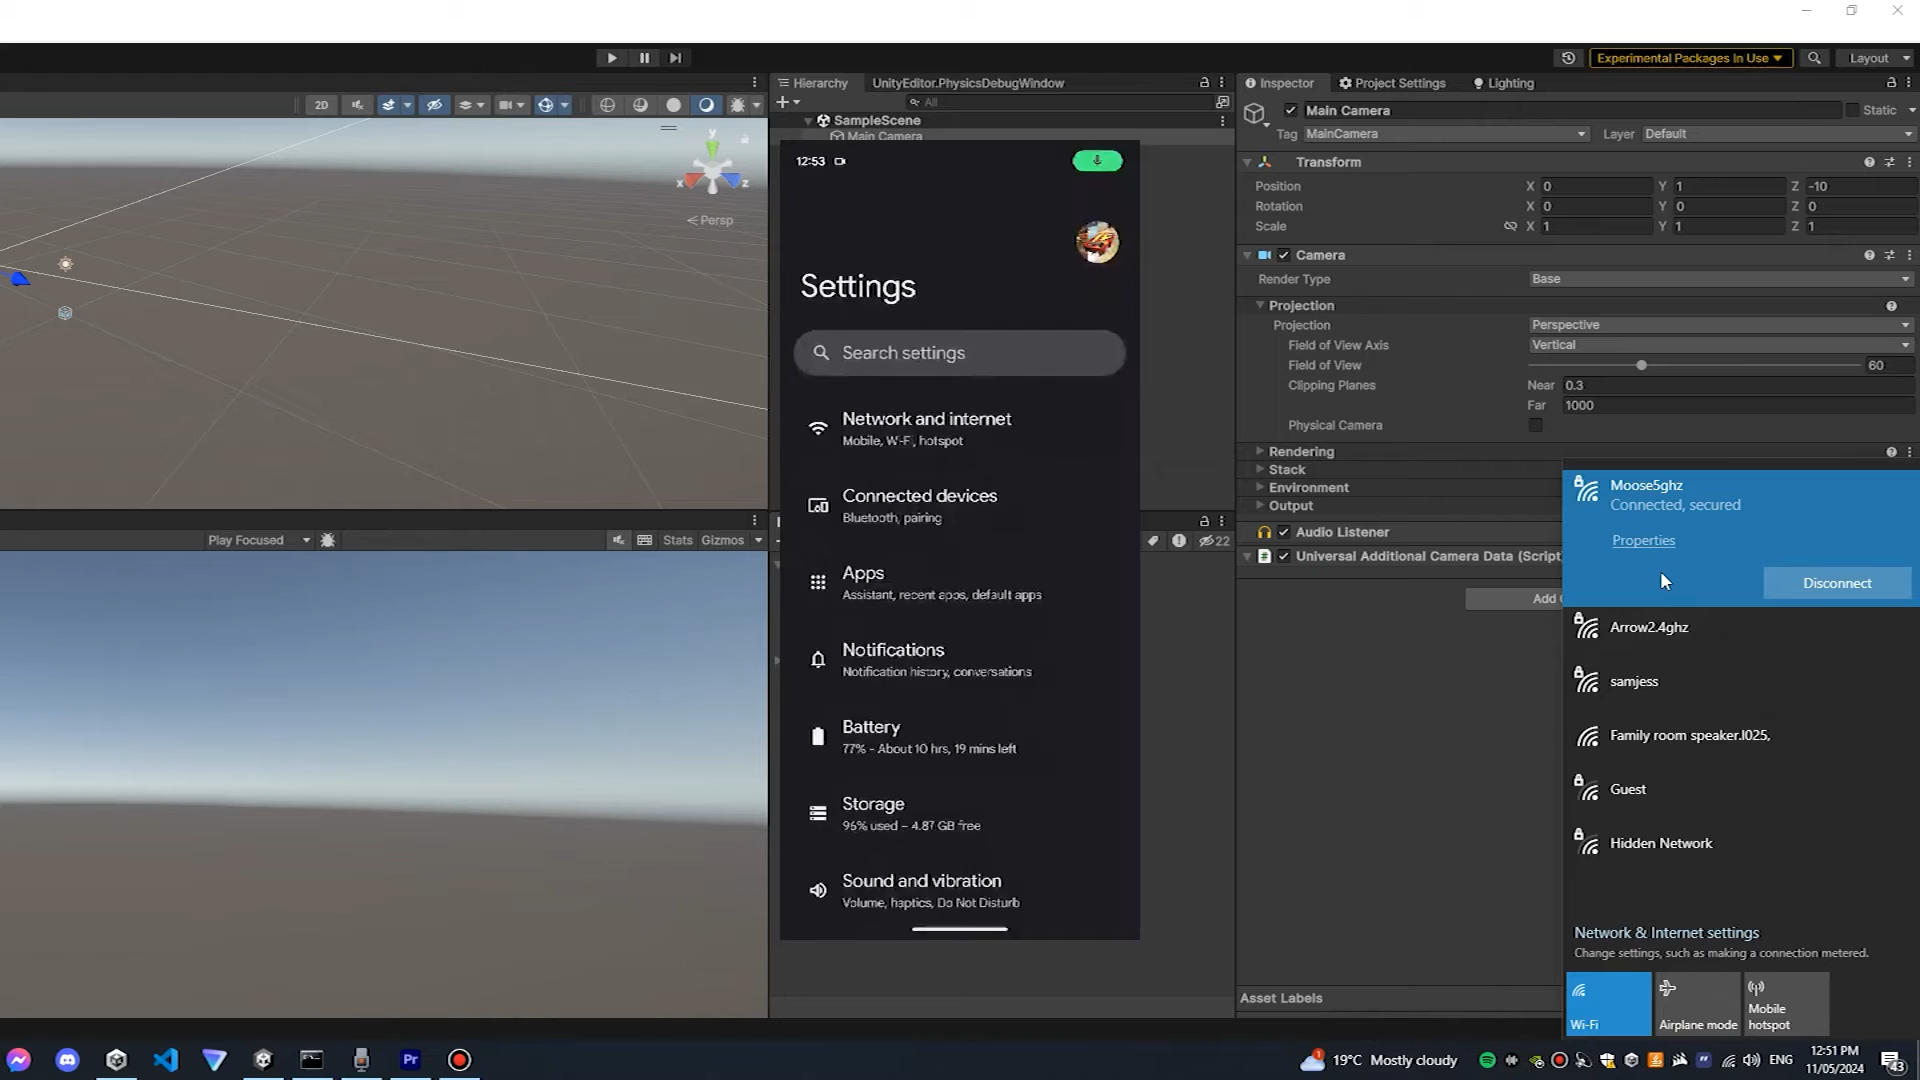 Experimental Packages In Use
Layout
Hierarchy
UnityEditor.PhysicsDebugWindow
Inspector
Project Settings
Lighting
2D
All
SampleScene
Main Camera
y
x
z
Persp
Main Camera
Static
Tag MainCamera
Layer Default
Transform
Position X 0 Y 1 Z -10
Rotation X 0 Y 0 Z 0
Scale X 1 Y 1 Z 1
Camera
Render Type Base
Projection
Projection Perspective
Field of View Axis Vertical
Field of View 60
Clipping Planes Near 0.3
Far 1000
Physical Camera
Rendering
Stack
Environment
Output
Audio Listener
Universal Additional Camera Data (Script
Add
Asset Labels
Play Focused
Stats
Gizmos
22
12:53
Settings
Search settings
Network and internet
Mobile, Wi-Fi, hotspot
Connected devices
Bluetooth, pairing
Apps
Assistant, recent apps, default apps
Notifications
Notification history, conversations
Battery
77% - About 10 hrs, 19 mins left
Storage
96% used – 4.87 GB free
Sound and vibration
Volume, haptics, Do Not Disturb
Moose5ghz
Connected, secured
Properties
Disconnect
Arrow2.4ghz
samjess
Family room speaker.l025,
Guest
Hidden Network
Network & Internet settings
Change settings, such as making a connection metered.
Wi-Fi
Airplane mode
Mobile
hotspot
Pr
1
19°C Mostly cloudy
ENG
12:51 PM
11/05/2024
43